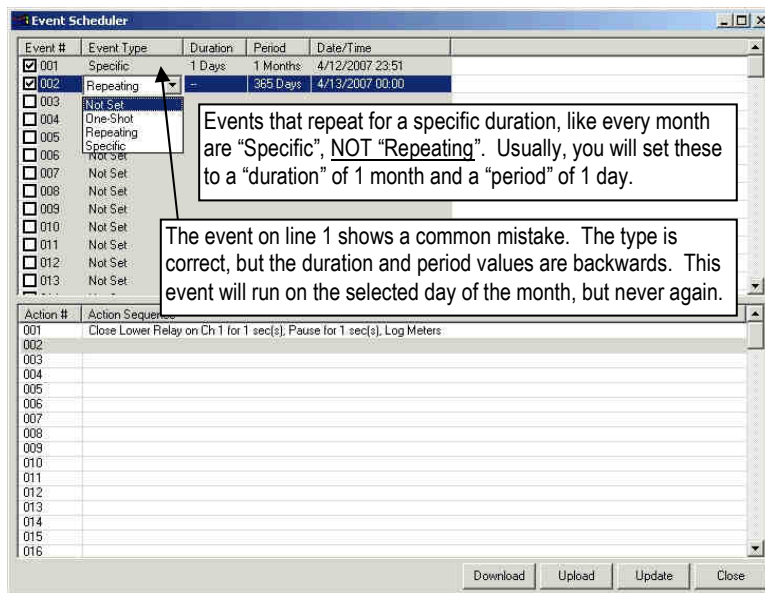 Event Scheduler
Event # Event Type Duration Period Date/Time
001 Specific 1 Days 1 Months 4/12/2007 23:51
002 Repeating -- 365 Days 4/13/2007 00:00
003 Not Set
004 One-Shot
005 Repeating
Specific
006 Not Set
007 Not Set
008 Not Set
009 Not Set
010 Not Set
011 Not Set
012 Not Set
013 Not Set
Events that repeat for a specific duration, like every month
are “Specific”, NOT “Repeating”. Usually, you will set these
to a “duration” of 1 month and a “period” of 1 day.
The event on line 1 shows a common mistake. The type is
correct, but the duration and period values are backwards. This
event will run on the selected day of the month, but never again.
Action # Action Sequence
001 Close Lower Relay on Ch 1 for 1 sec(s), Pause for 1 sec(s), Log Meters
002
003
004
005
006
007
008
009
010
011
012
013
014
015
016
Download Upload Update Close